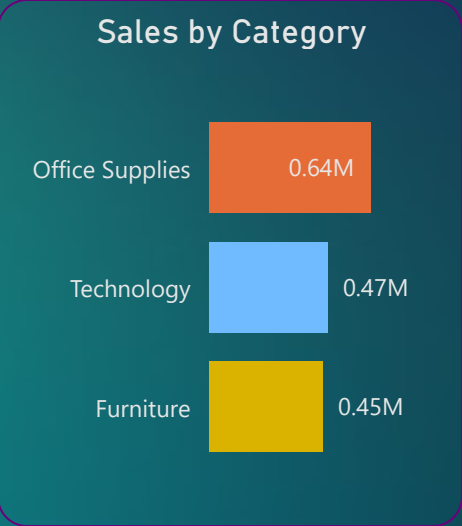 Sales by Category
Office Supplies 0.64M
Technology 0.47M
Furniture 0.45M